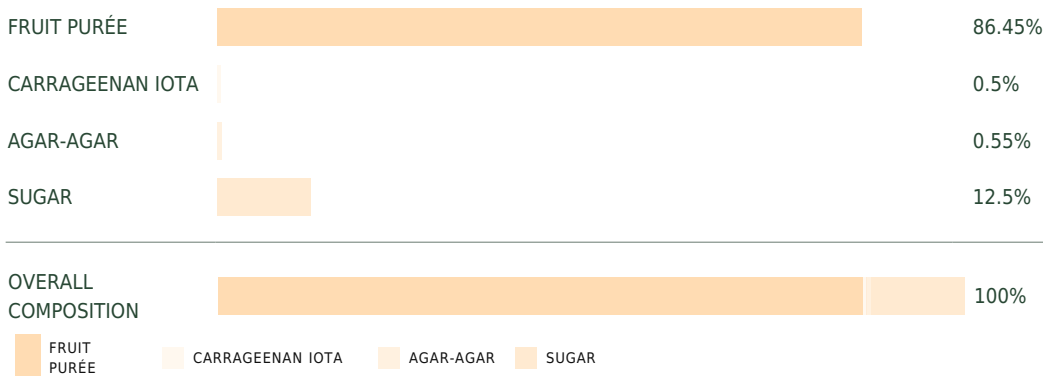 FRUIT PURÉE 86.45%
CARRAGEENAN IOTA 0.5%
AGAR-AGAR 0.55%
SUGAR 12.5%
OVERALL
COMPOSITION 100%
FRUIT
PURÉE
CARRAGEENAN IOTA
AGAR-AGAR
SUGAR